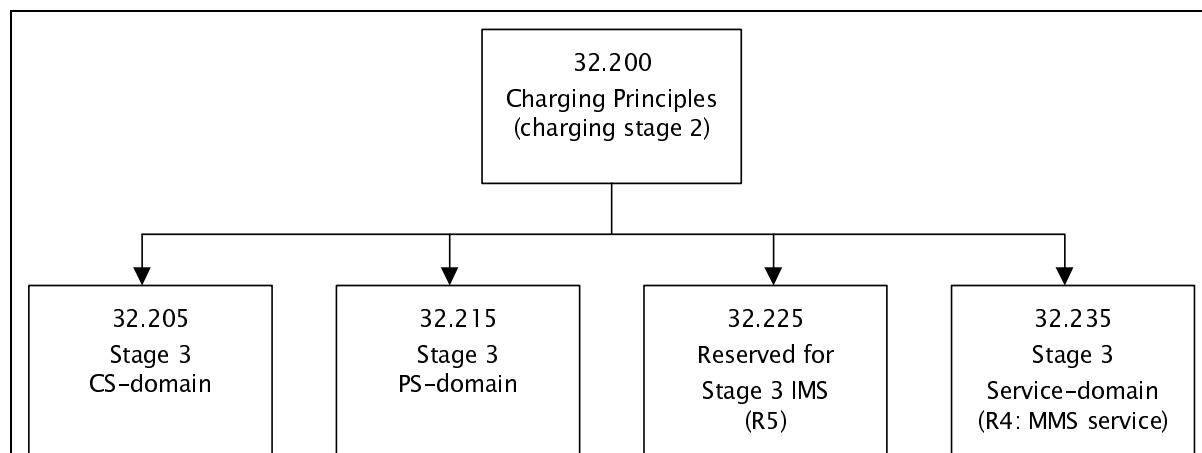 32.200
Charging Principles
(charging stage 2)
32.205
Stage 3
CS-domain
32.215
Stage 3
PS-domain
32.225
Reserved for
Stage 3 IMS
(R5)
32.235
Stage 3
Service-domain
(R4: MMS service)